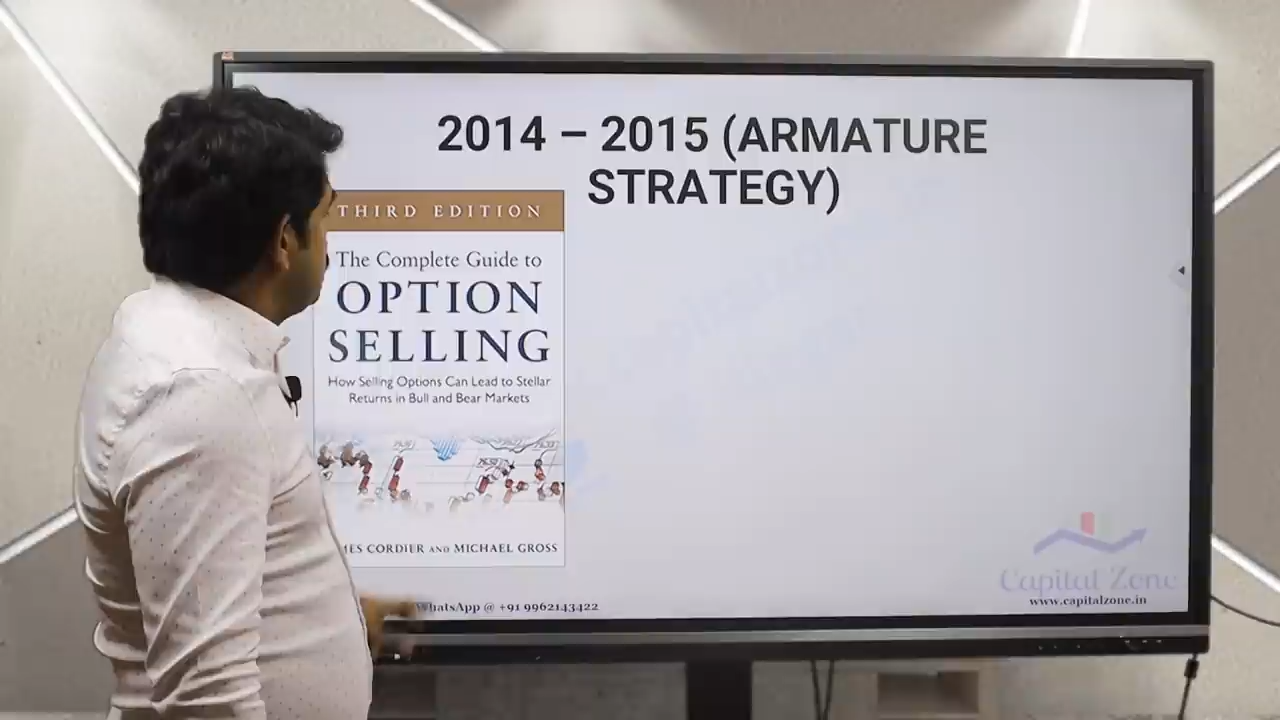 2014 – 2015 (ARMATURE
STRATEGY)
THIRD EDITION
The Complete Guide to
OPTION
SELLING
How Selling Options Can Lead to Stellar
Returns in Bull and Bear Markets
MES CORDIER AND MICHAEL GROSS
WhatsApp @ +91 9962143422
Capital Zone
www.capitalzone.in